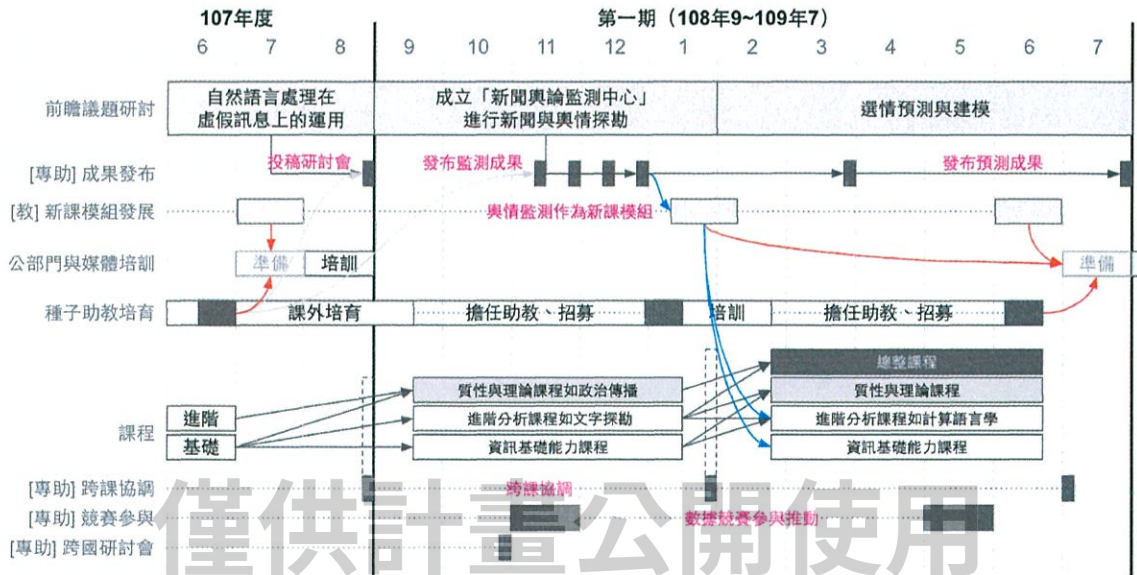 107年度
第一期（108年9~109年7）
6 7 8 9 10 11 12 1 2 3 4 5 6 7
前瞻議題研討
自然語言處理在
虛假訊息上的運用
成立「新聞輿論監測中心」
進行新聞與輿情探勘
選情預測與建模
[專助] 成果發布
投稿研討會
發布監測成果
發布預測成果
[教] 新課模組發展
輿情監測作為新課模組
公部門與媒體培訓
準備
培訓
準備
種子助教培育
課外培育
擔任助教、招募
培訓
擔任助教、招募
課程
進階
基礎
質性與理論課程如政治傳播
進階分析課程如文字探勘
資訊基礎能力課程
總整課程
質性與理論課程
進階分析課程如計算語言學
資訊基礎能力課程
[專助] 跨課協調
跨課協調
[專助] 競賽參與
數據競賽參與推動
[專助] 跨國研討會
僅供計畫公開使用